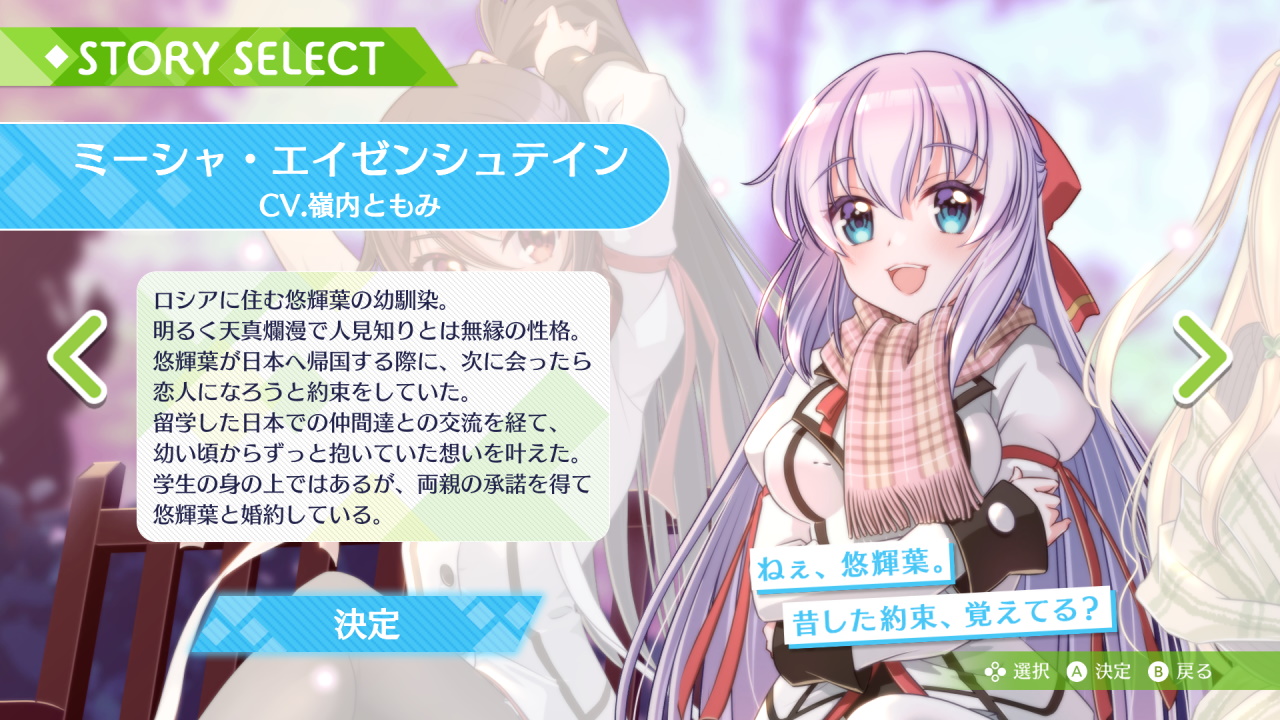 STORY SELECT
ミーシャ・エイゼンシュテイン
CV.嶺内ともみ
ロシアに住む悠輝葉の幼馴染。
明るく天真爛漫で人見知りとは無縁の性格。
悠輝葉が日本へ帰国する際に、次に会ったら
恋人になろうと約束をしていた。
留学した日本での仲間達との交流を経て、
幼い頃からずっと抱いていた想いを叶えた。
学生の身の上ではあるが、両親の承諾を得て
悠輝葉と婚約している。
決定
ねぇ、悠輝葉。
昔した約束、覚えてる?
選択 A 決定 B 戻る